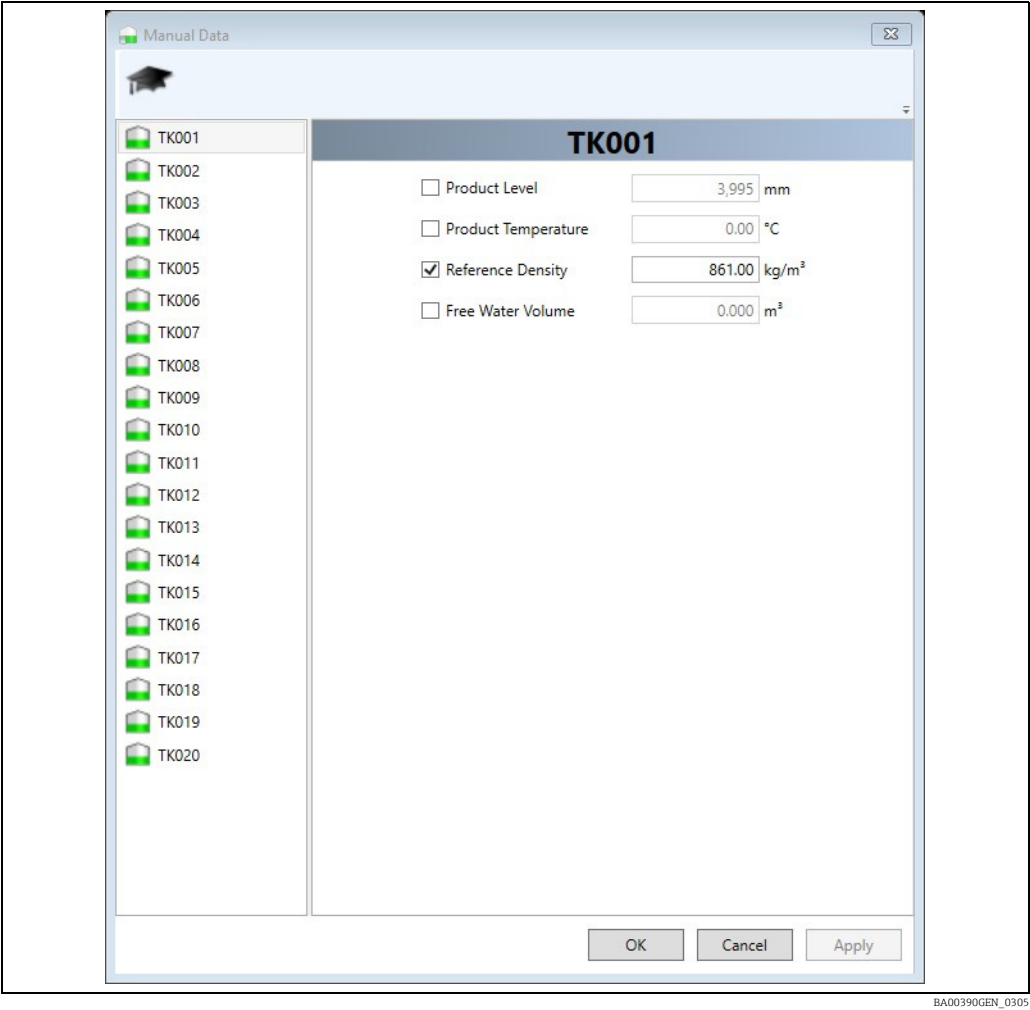 Manual Data
TK001
TK002
TK003
TK004
TK005
TK006
TK007
TK008
TK009
TK010
TK011
TK012
TK013
TK014
TK015
TK016
TK017
TK018
TK019
TK020
TK001
Product Level 3,995 mm
Product Temperature 0.00 °C
Reference Density 861.00 kg/m³
Free Water Volume 0.000 m³
OK Cancel Apply
BA00390GEN_0305